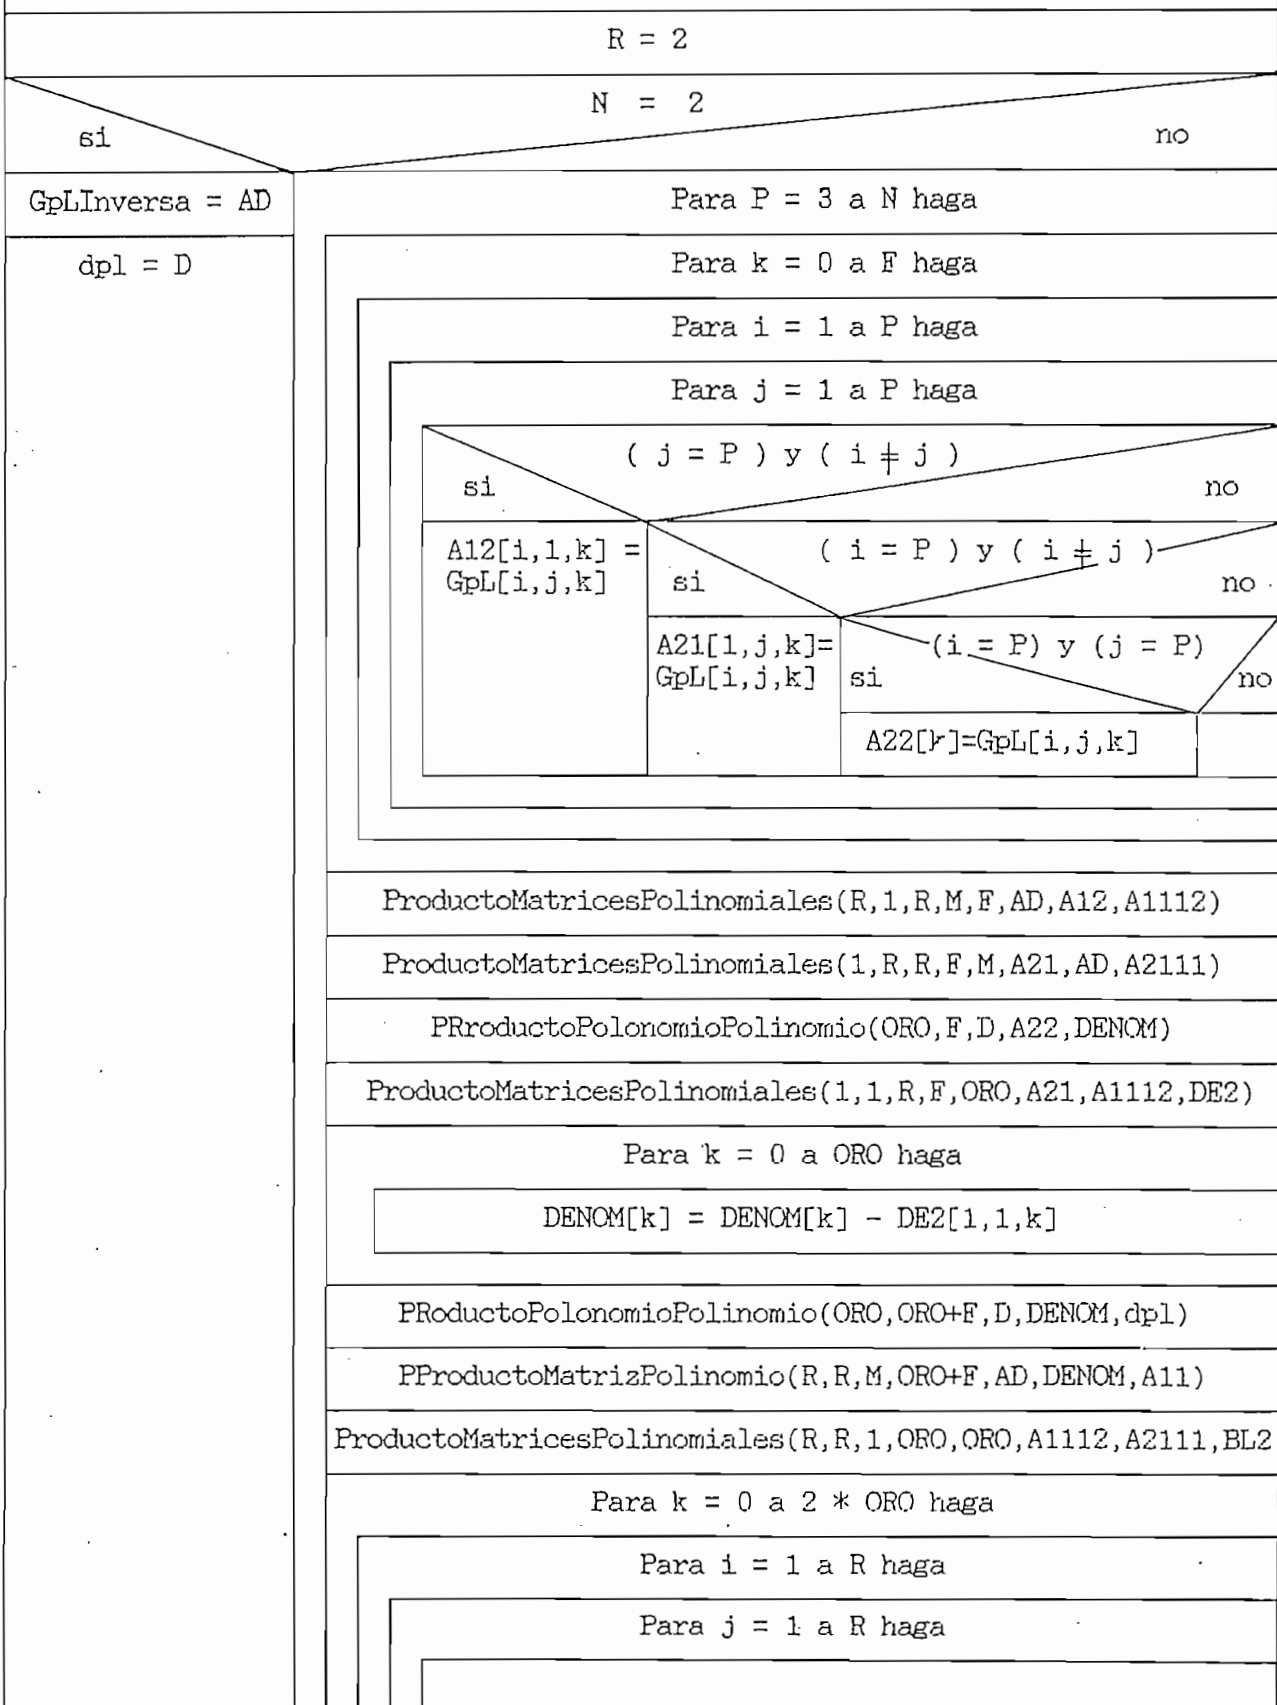 R = 2
N = 2
si
no
GpLInversa = AD
Para P = 3 a N haga
dpl = D
Para k = 0 a F haga
Para i = 1 a P haga
Para j = 1 a P haga
( j = P ) y ( i ≠ j )
si
no
A12[i,1,k] =
GpL[i,j,k]
( i = P ) y ( i ≠ j )
si
no
A21[1,j,k]=
GpL[i,j,k]
(i = P) y (j = P)
si
no
A22[k]=GpL[i,j,k]
ProductoMatricesPolinomiales(R,1,R,M,F,AD,A12,A1112)
ProductoMatricesPolinomiales(1,R,R,F,M,A21,AD,A2111)
PRroductoPolonomioPolinomio(ORO,F,D,A22,DENOM)
ProductoMatricesPolinomiales(1,1,R,F,ORO,A21,A1112,DE2)
Para k = 0 a ORO haga
DENOM[k] = DENOM[k] - DE2[1,1,k]
PRoductoPolonomioPolinomio(ORO,ORO+F,D,DENOM,dpl)
PProductoMatrizPolinomio(R,R,M,ORO+F,AD,DENOM,A11)
ProductoMatricesPolinomiales(R,R,1,ORO,ORO,A1112,A2111,BL2
Para k = 0 a 2 * ORO haga
Para i = 1 a R haga
Para j = 1 a R haga